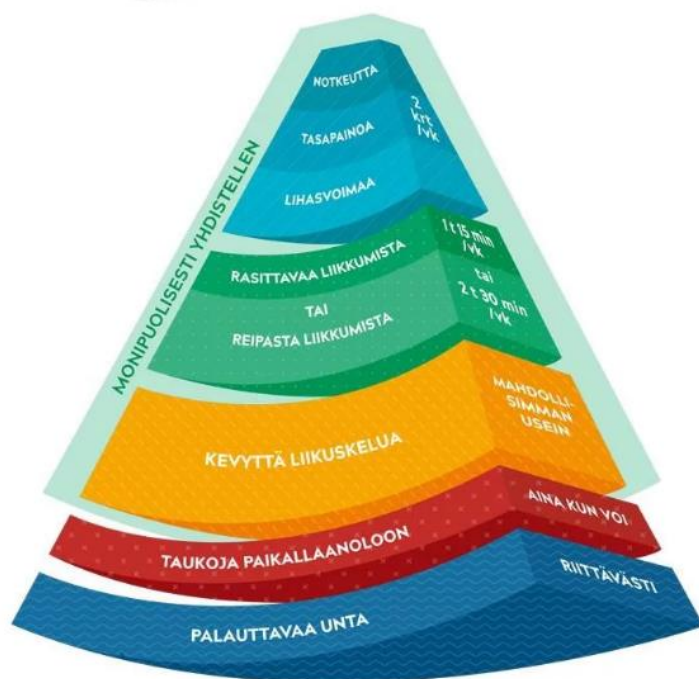 NOTKEUTTA
TASAPAINOA
LIHASVOIMAA
2
krt
/vk
MONIPUOLISESTI YHDISTELLEN
RASITTAVAA LIIKKUMISTA
TAI
REIPASTA LIIKKUMISTA
1 t 15 min
/vk
tai
2 t 30 min
/vk
KEVYTTÄ LIIKUSKELUA
MAHDOLLI-
SIMMAN
USEIN
TAUKOJA PAIKALLAANOLOON
AINA KUN VOI
PALAUTTAVAA UNTA
RIITTÄVÄSTI